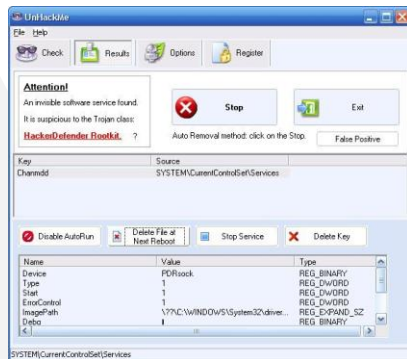 UnHackMe
File Help
Check Results Options Register
Attention!
An invisible software service found.
It is suspicious to the Trojan class:
HackerDefender Rootkit. ?
Stop
Exit
Auto Removal method: click on the Stop.
False Positive
Key Source
Chanmdd SYSTEM\CurrentControlSet\Services
Disable AutoRun
Delete File at
Next Reboot
Stop Service
Delete Key
Name Value Type
Device PDRsock REG_BINARY
Type 1 REG_DWORD
Start 1 REG_DWORD
ErrorControl 1 REG_DWORD
ImagePath \??\C:\WINDOWS\System32\driver... REG_EXPAND_SZ
REG_BINARY
SYSTEM\CurrentControlSet\Services